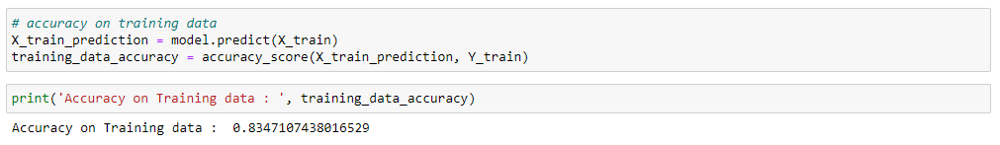 # accuracy on training data
X_train_prediction = model.predict(X_train)
training_data_accuracy = accuracy_score(X_train_prediction, Y_train)
print('Accuracy on Training data : ', training_data_accuracy)
Accuracy on Training data :  0.8347107438016529